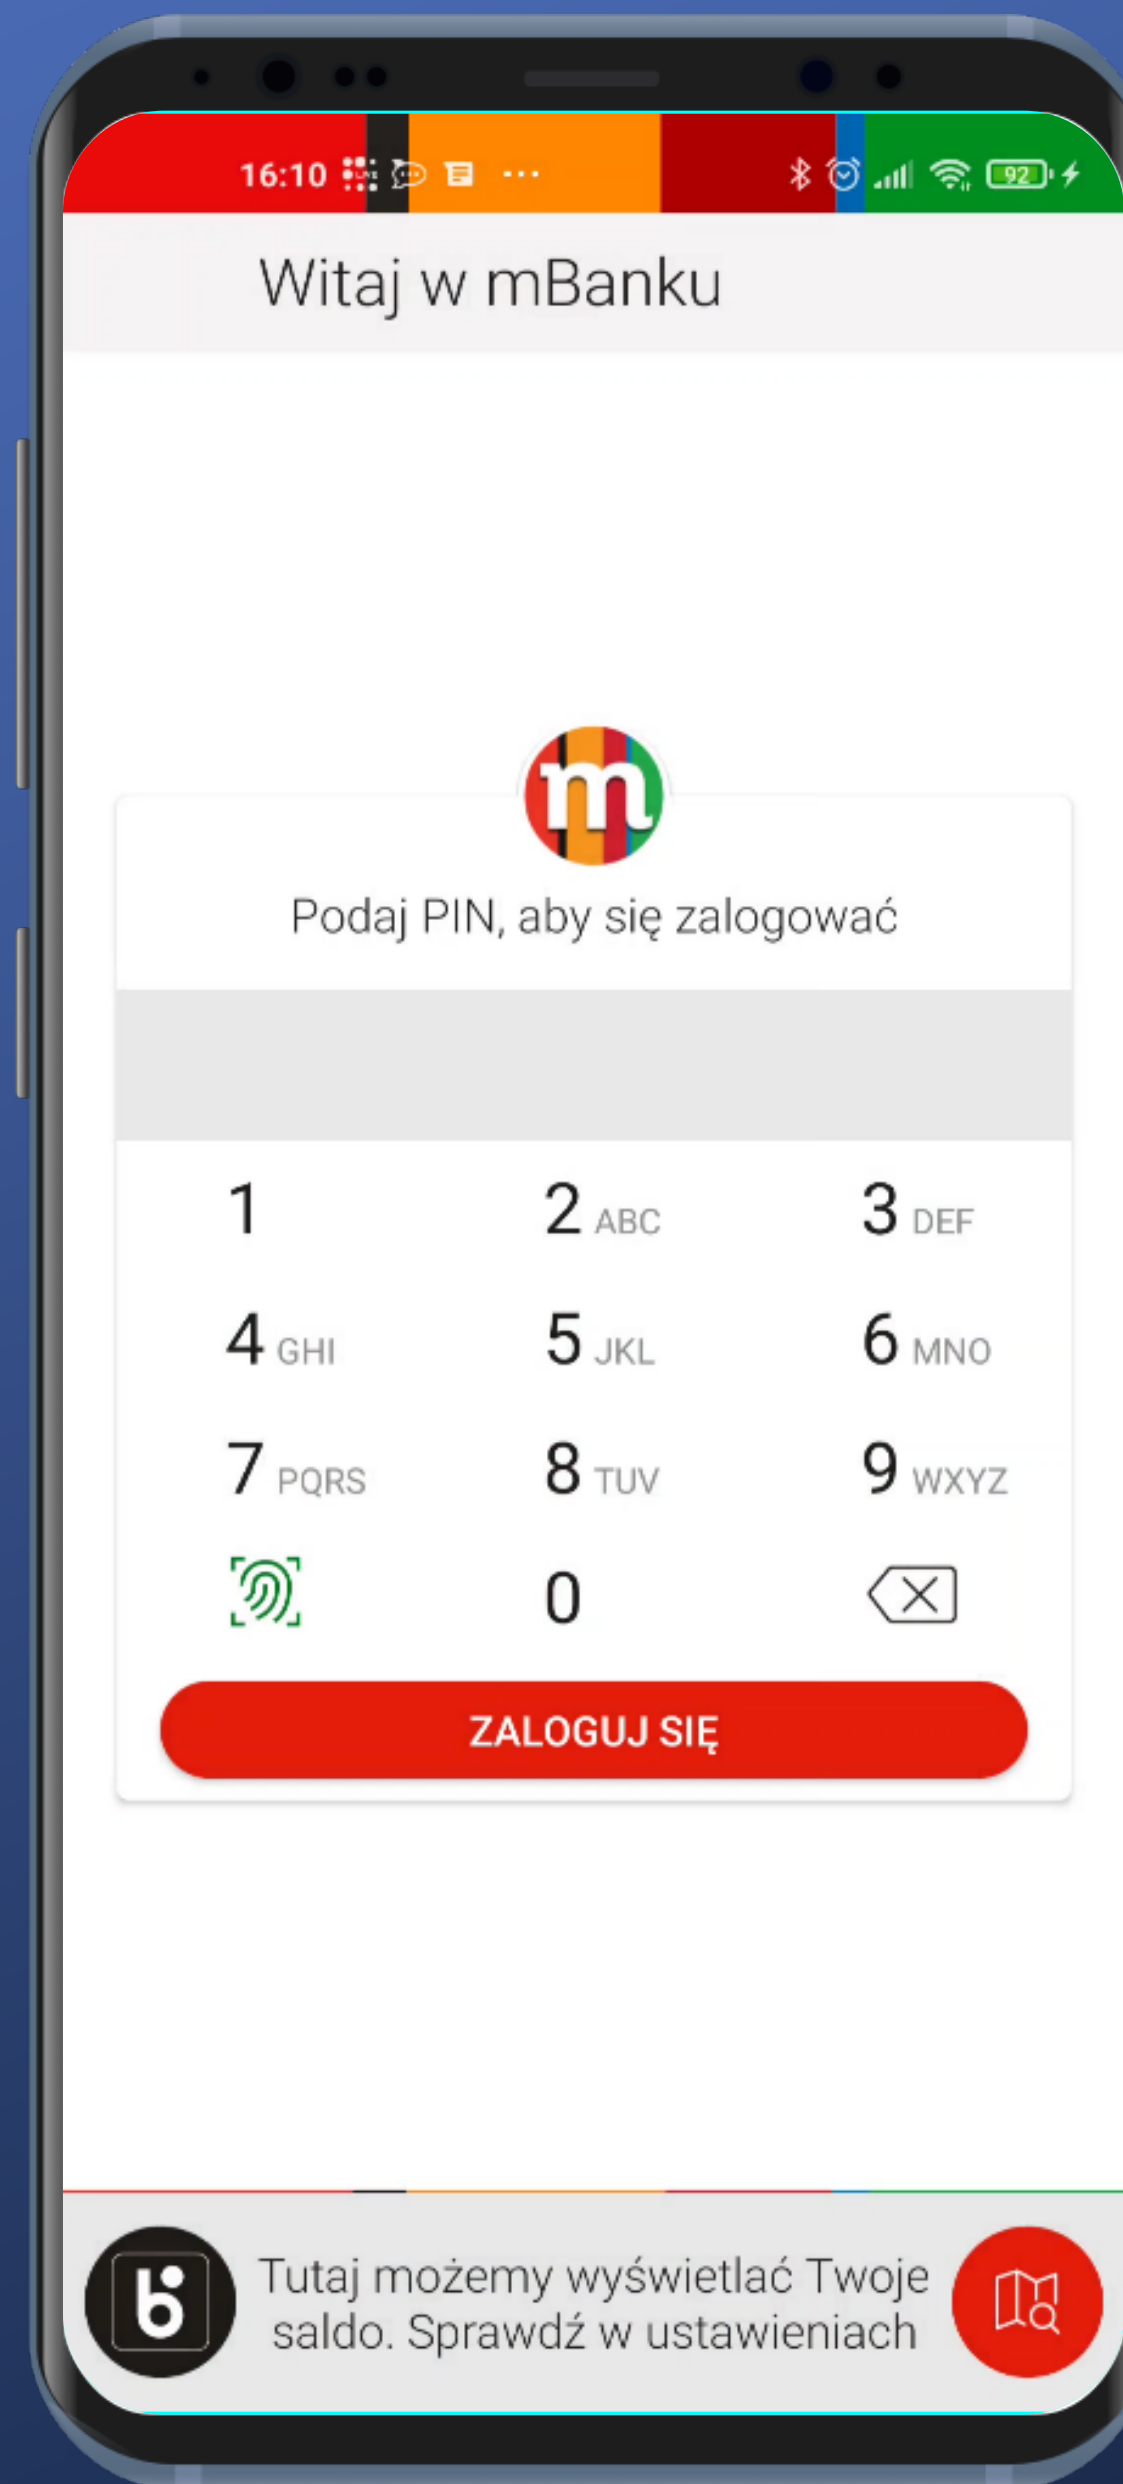 16:10 92
Witaj w mBanku
m
Podaj PIN, aby się zalogować
1 2 ABC 3 DEF
4 GHI 5 JKL 6 MNO
7 PQRS 8 TUV 9 WXYZ
0
ZALOGUJ SIĘ
Tutaj możemy wyświetlać Twoje
saldo. Sprawdź w ustawieniach